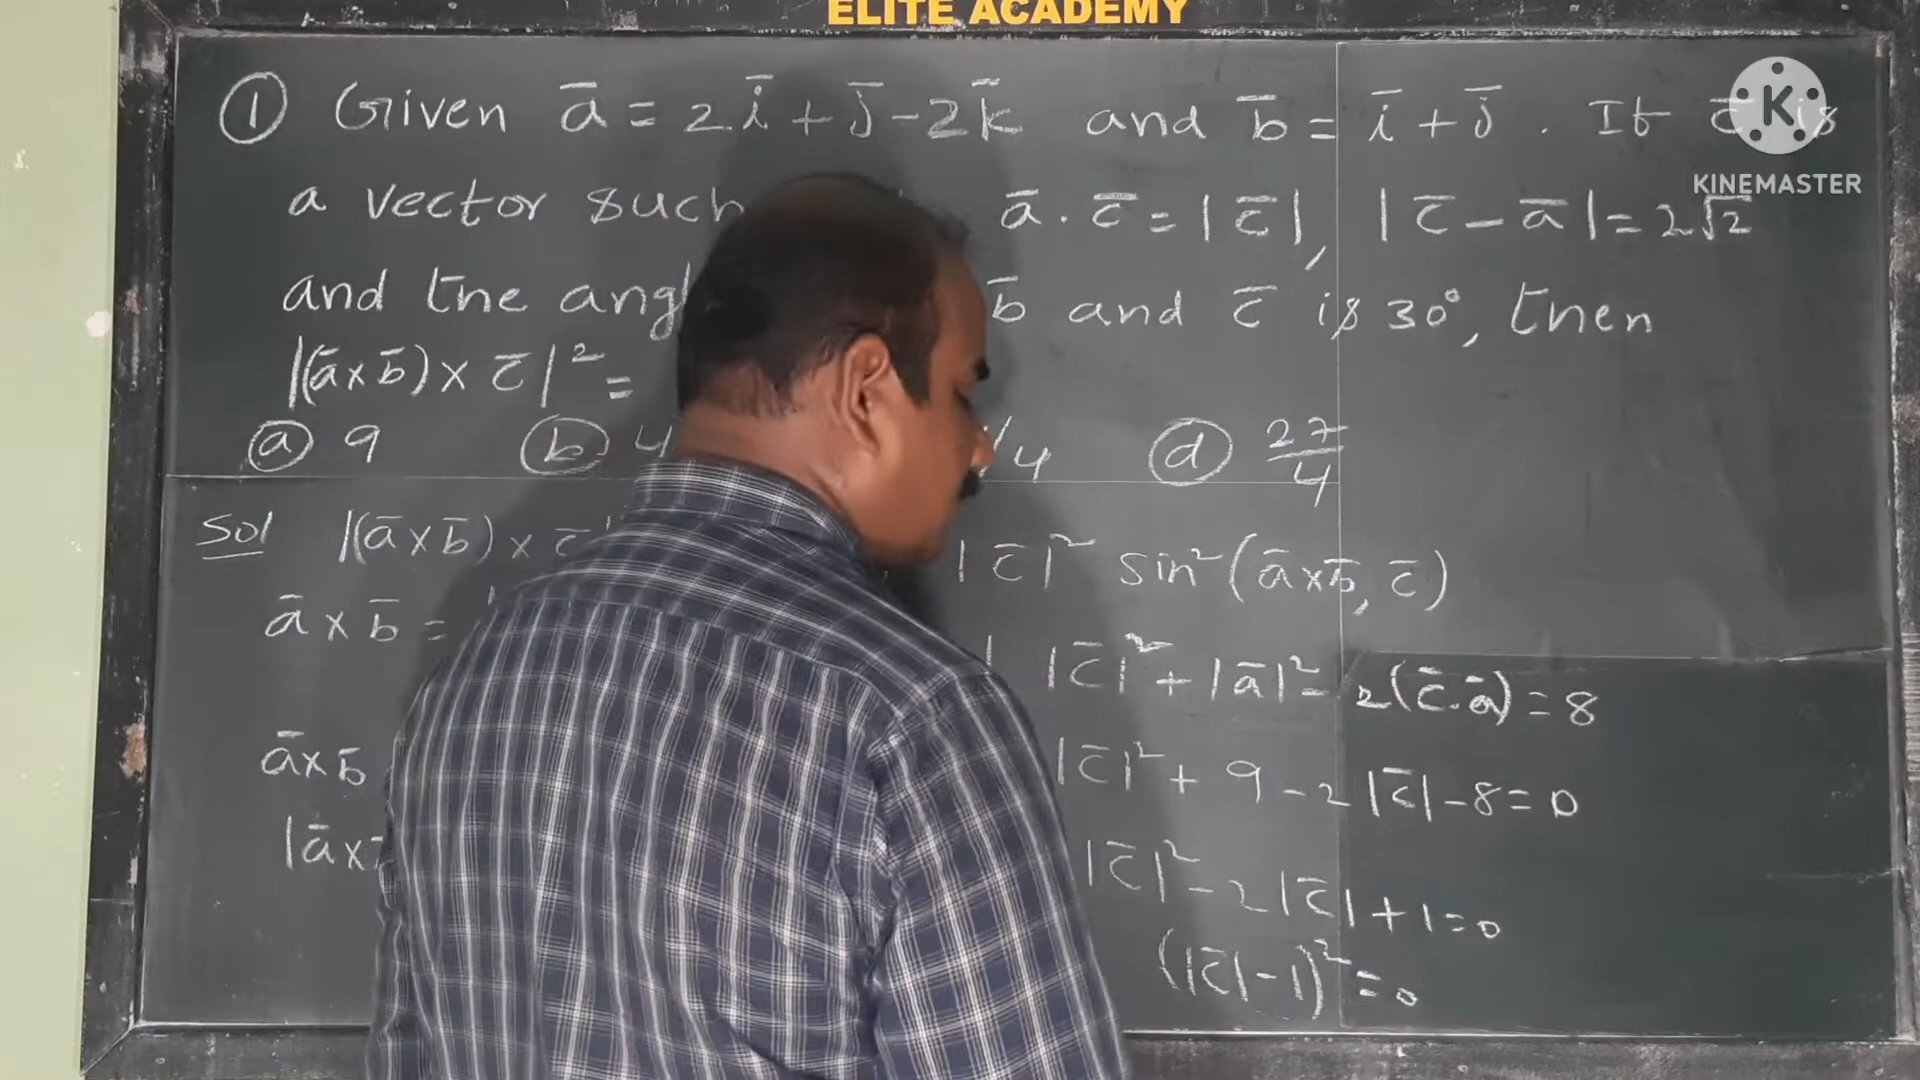 ELITE ACADEMY
① Given a̅ = 2i̅ + j̅ - 2k̅ and b̅ = i̅ + j̅ . If c̅ is
KINEMASTER
a vector such a̅ . c̅ = |c̅|, |c̅ - a̅| = 2√2
and the b̅ and c̅ is 30°, then
|(a̅ x b̅) x c̅|² =
ⓐ 9 ⓑ 4 /4 ⓓ 27/4
Sol |(a̅ x b̅) x c̅ |c̅|² sin² (a̅ x b̅, c̅)
a̅ x b̅ = |c̅|² + |a̅|² - 2(c̅ . a̅) = 8
a̅ x b̅ |c̅|² + 9 - 2|c̅| - 8 = 0
|a̅ x |c̅|² - 2|c̅| + 1 = 0
(|c̅| - 1)² = 0